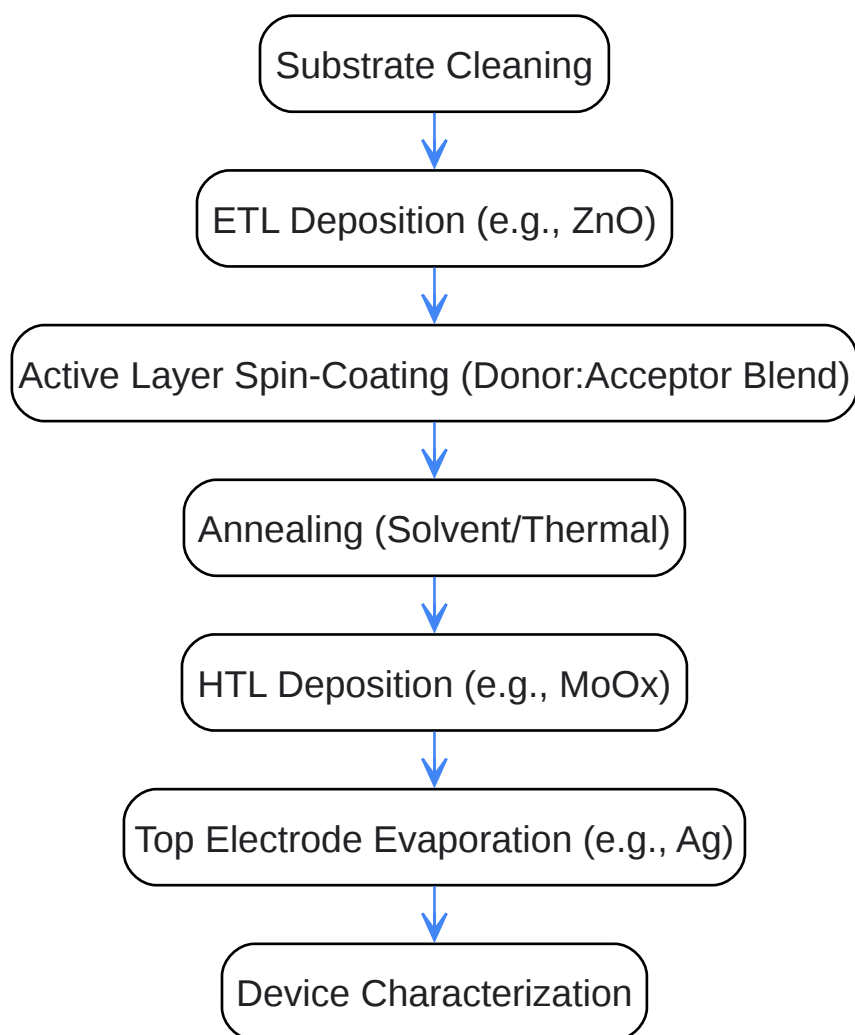 Substrate Cleaning
ETL Deposition (e.g., ZnO)
Active Layer Spin-Coating (Donor:Acceptor Blend)
Annealing (Solvent/Thermal)
HTL Deposition (e.g., MoOx)
Top Electrode Evaporation (e.g., Ag)
Device Characterization